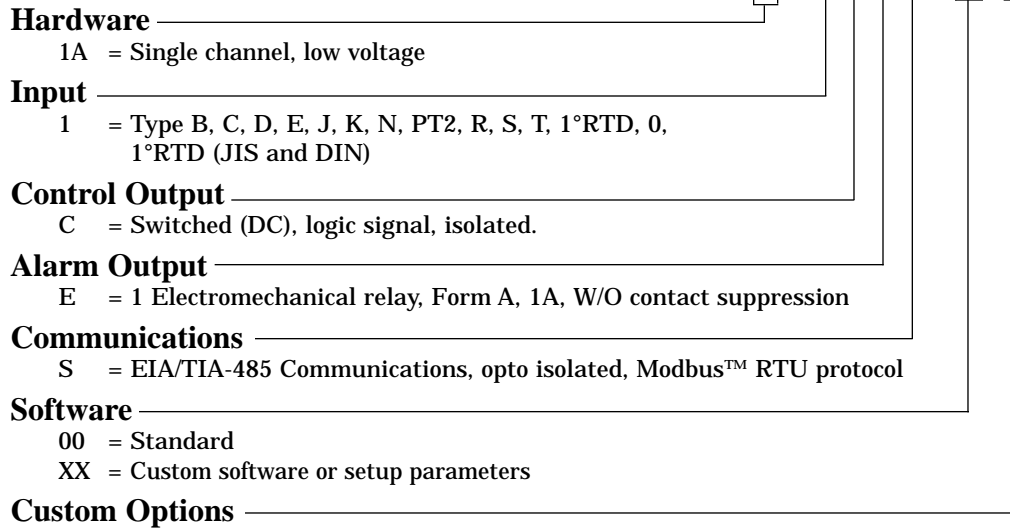 Hardware
1A = Single channel, low voltage
Input
1 = Type B, C, D, E, J, K, N, PT2, R, S, T, 1°RTD, 0,
1°RTD (JIS and DIN)
Control Output
C = Switched (DC), logic signal, isolated.
Alarm Output
E = 1 Electromechanical relay, Form A, 1A, W/O contact suppression
Communications
S = EIA/TIA-485 Communications, opto isolated, Modbus™ RTU protocol
Software
00 = Standard
XX = Custom software or setup parameters
Custom Options